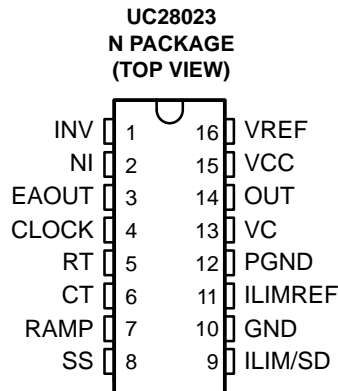 UC28023
N PACKAGE
(TOP VIEW)
INV 1 16 VREF
NI 2 15 VCC
EAOUT 3 14 OUT
CLOCK 4 13 VC
RT 5 12 PGND
CT 6 11 ILIMREF
RAMP 7 10 GND
SS 8 9 ILIM/SD